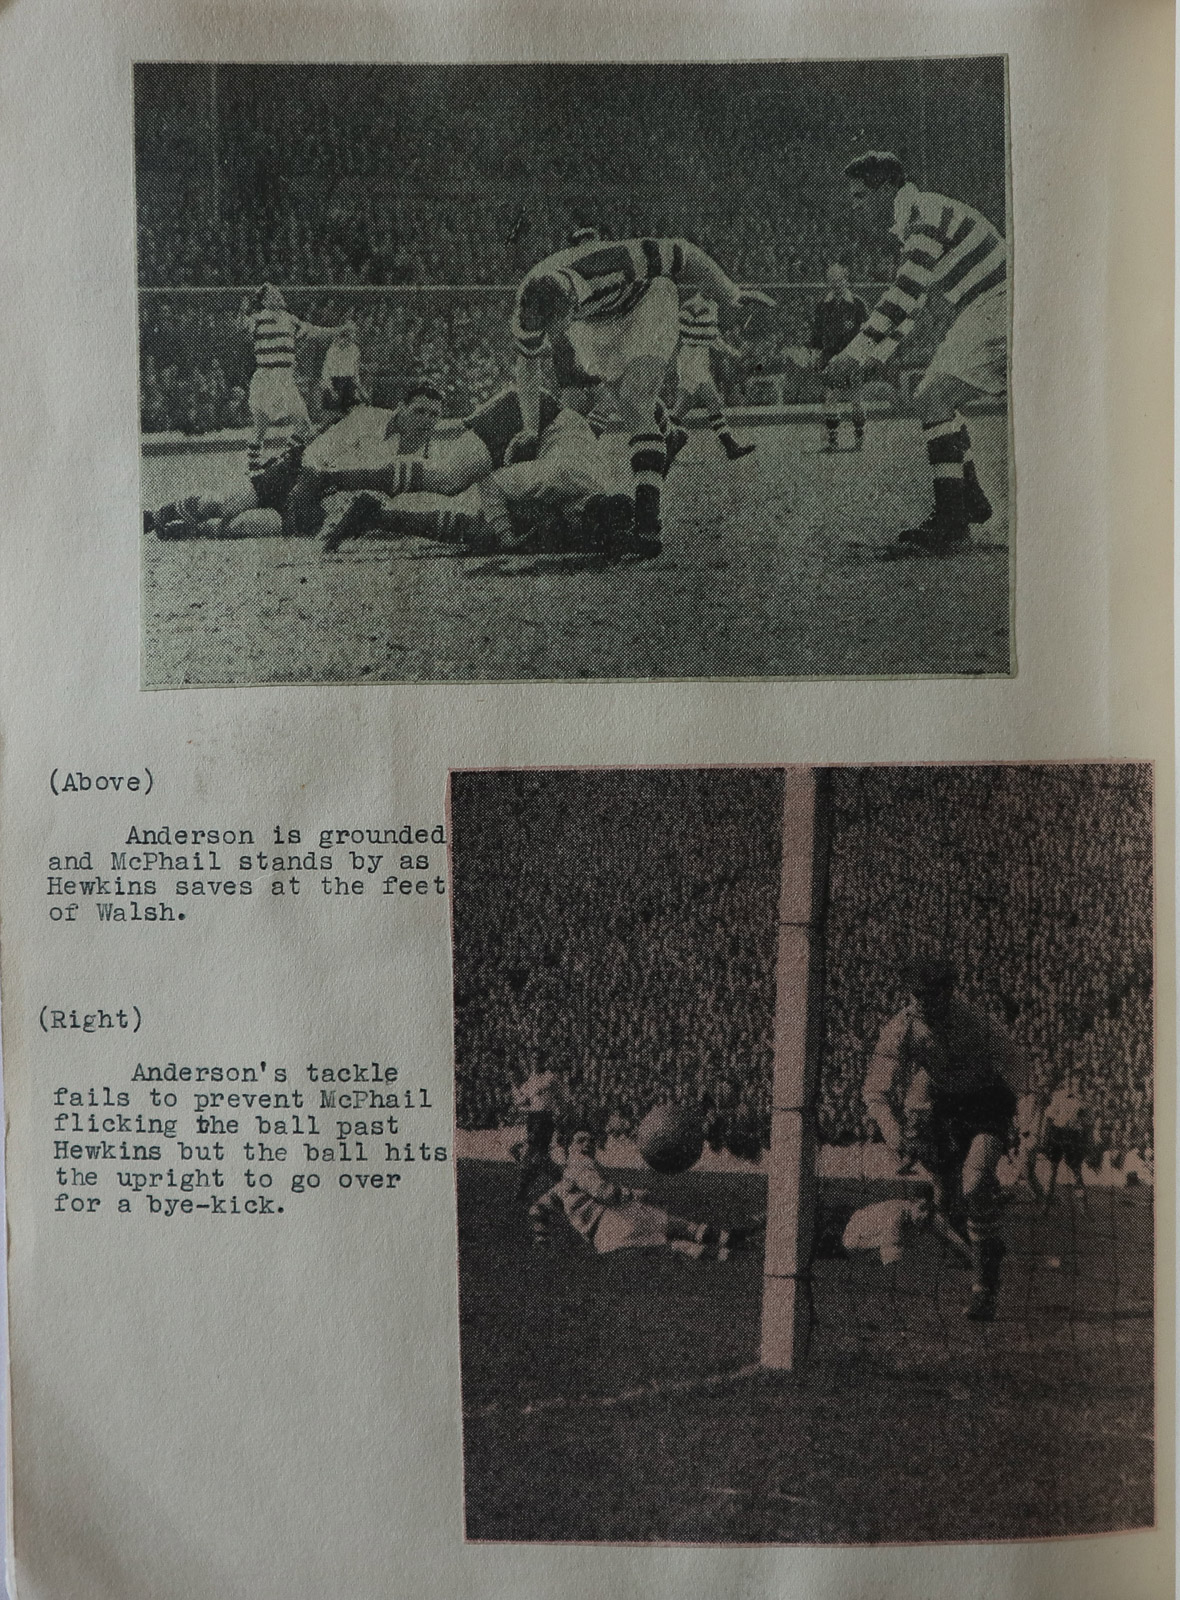 (Above)
Anderson is grounded
and McPhail stands by as
Hewkins saves at the feet
of Walsh.
(Right)
Anderson's tackle
fails to prevent McPhail
flicking the ball past
Hewkins but the ball hits
the upright to go over
for a bye-kick.